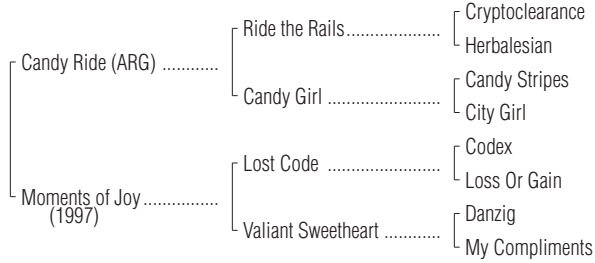 Cryptoclearance
Ride the Rails.....................
Herbalesian
Candy Ride (ARG) ............
Candy Stripes
Candy Girl ........................
City Girl
Codex
Lost Code ........................
Loss Or Gain
Moments of Joy................
(1997)
Danzig
Valiant Sweetheart ............
My Compliments